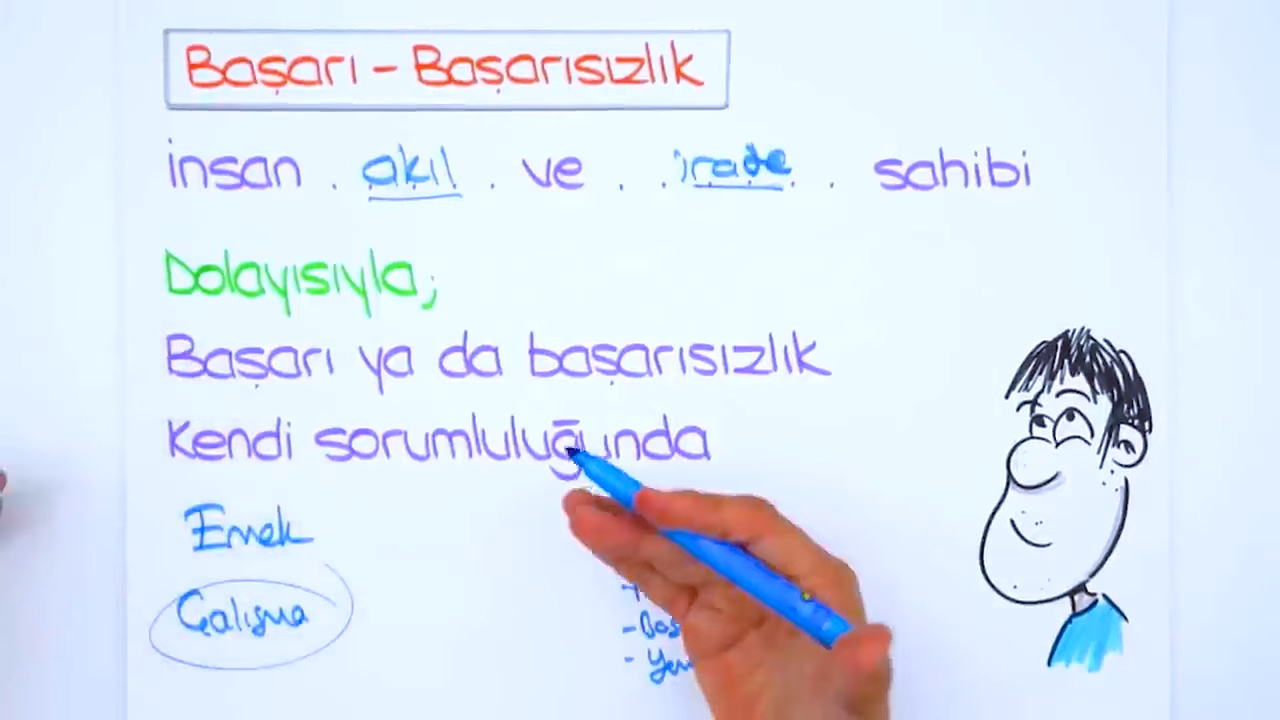 Başarı - Başarısızlık
insan . akıl . ve . . irade . . sahibi
Dolayısıyla;
Başarı ya da başarısızlık
Kendi sorumluluğunda
Emek
Çalışma